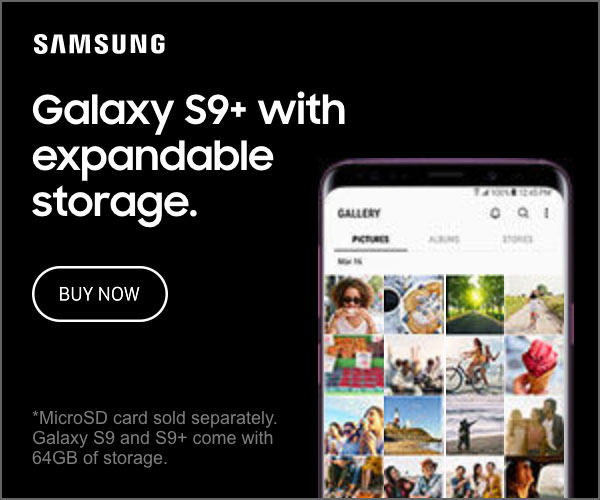 SAMSUNG
Galaxy S9+ with
expandable
storage.
100% 12:45 PM
GALLERY
PICTURES ALBUMS STORIES
Mar 16
BUY NOW
*MicroSD card sold separately.
Galaxy S9 and S9+ come with
64GB of storage.